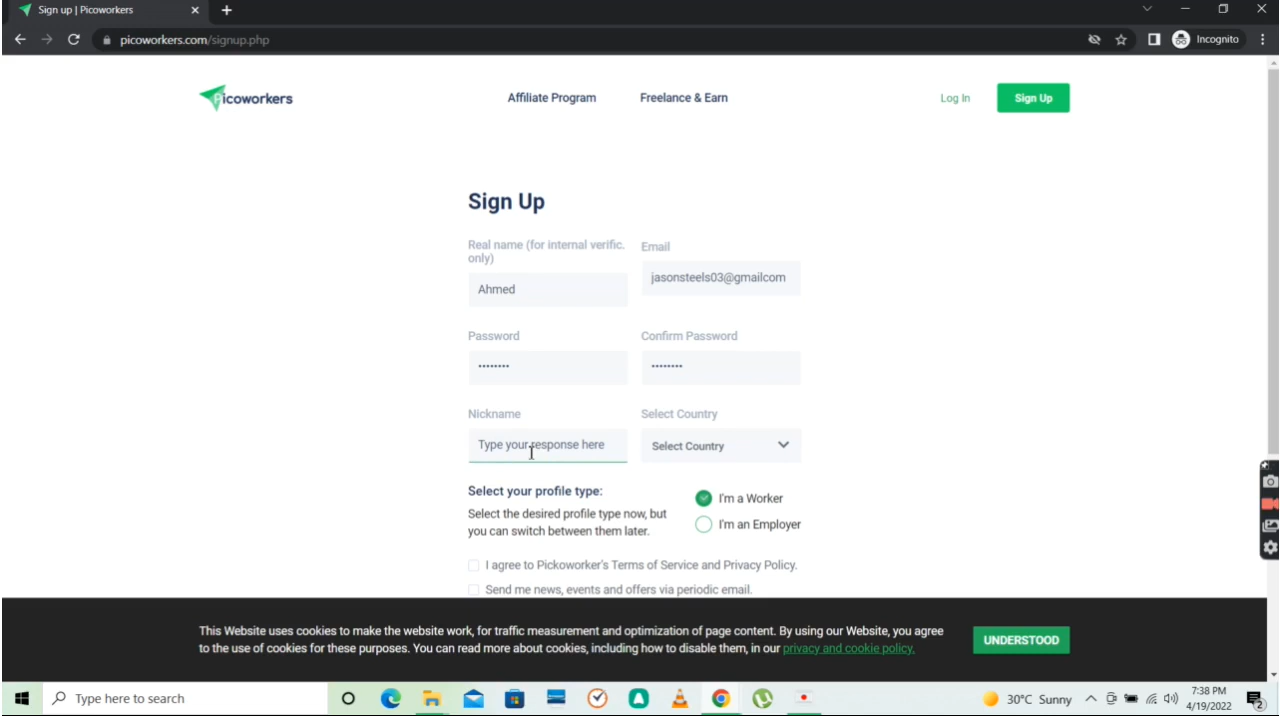 Sign up | Picoworkers
picoworkers.com/signup.php
Incognito
Picoworkers
Affiliate Program
Freelance & Earn
Log In
Sign Up
Sign Up
Real name (for internal verific.
only)
Email
Ahmed
jasonsteels03@gmailcom
Password
Confirm Password
Nickname
Select Country
Type your response here
Select Country
Select your profile type:
Select the desired profile type now, but
you can switch between them later.
I'm a Worker
I'm an Employer
I agree to Pickoworker's Terms of Service and Privacy Policy.
Send me news, events and offers via periodic email.
This Website uses cookies to make the website work, for traffic measurement and optimization of page content. By using our Website, you agree
to the use of cookies for these purposes. You can read more about cookies, including how to disable them, in our privacy and cookie policy.
UNDERSTOOD
Type here to search
30°C Sunny
7:38 PM
4/19/2022
2